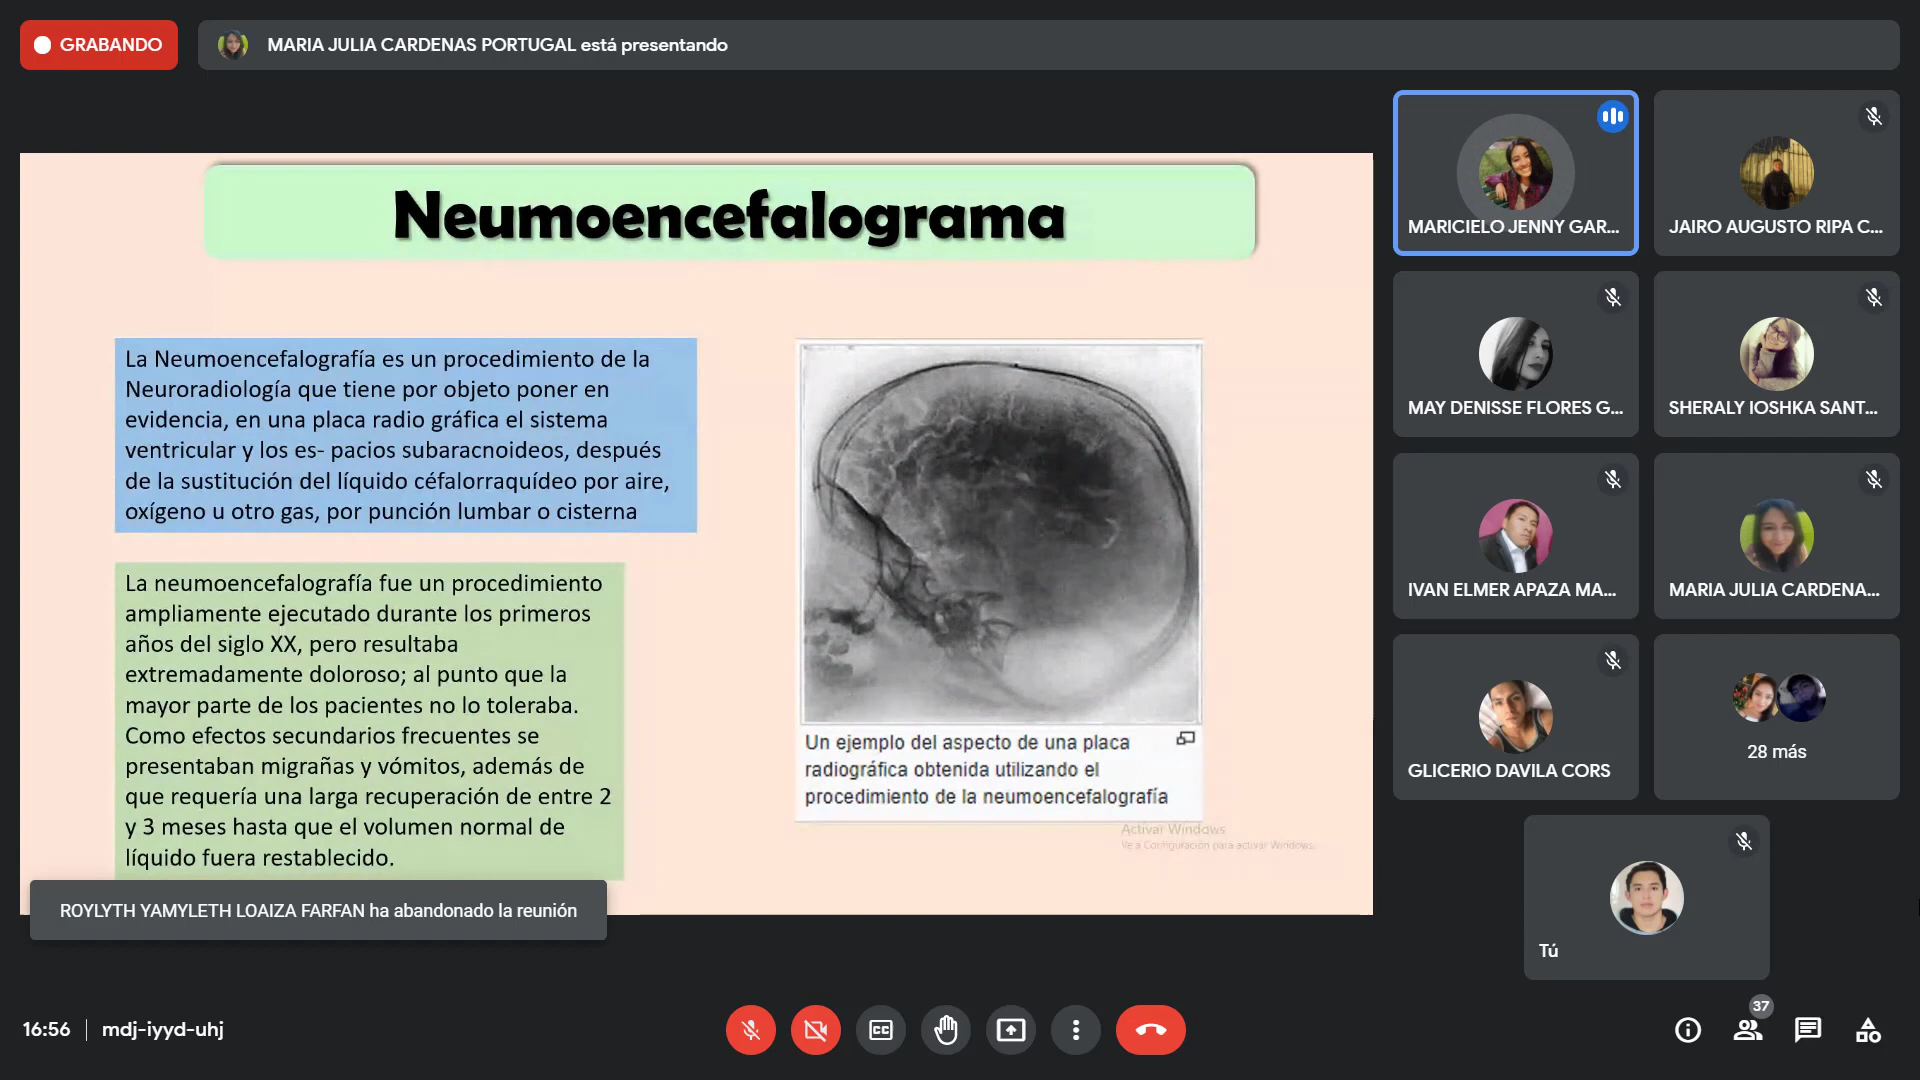 GRABANDO
MARIA JULIA CARDENAS PORTUGAL está presentando
Neumoencefalograma
La Neumoencefalografía es un procedimiento de la
Neuroradiología que tiene por objeto poner en
evidencia, en una placa radio gráfica el sistema
ventricular y los es- pacios subaracnoideos, después
de la sustitución del líquido céfalorraquídeo por aire,
oxígeno u otro gas, por punción lumbar o cisterna
La neumoencefalografía fue un procedimiento
ampliamente ejecutado durante los primeros
años del siglo XX, pero resultaba
extremadamente doloroso; al punto que la
mayor parte de los pacientes no lo toleraba.
Como efectos secundarios frecuentes se
presentaban migrañas y vómitos, además de
que requería una larga recuperación de entre 2
y 3 meses hasta que el volumen normal de
líquido fuera restablecido.
Un ejemplo del aspecto de una placa
radiográfica obtenida utilizando el
procedimiento de la neumoencefalografía
Activar Windows
Ve a Configuración para activar Windows.
ROYLYTH YAMYLETH LOAIZA FARFAN ha abandonado la reunión
MARICIELO JENNY GAR...
JAIRO AUGUSTO RIPA C...
MAY DENISSE FLORES G...
SHERALY IOSHKA SANT...
IVAN ELMER APAZA MA...
MARIA JULIA CARDENA...
GLICERIO DAVILA CORS
28 más
Tú
16:56 | mdj-iyyd-uhj
CC
37